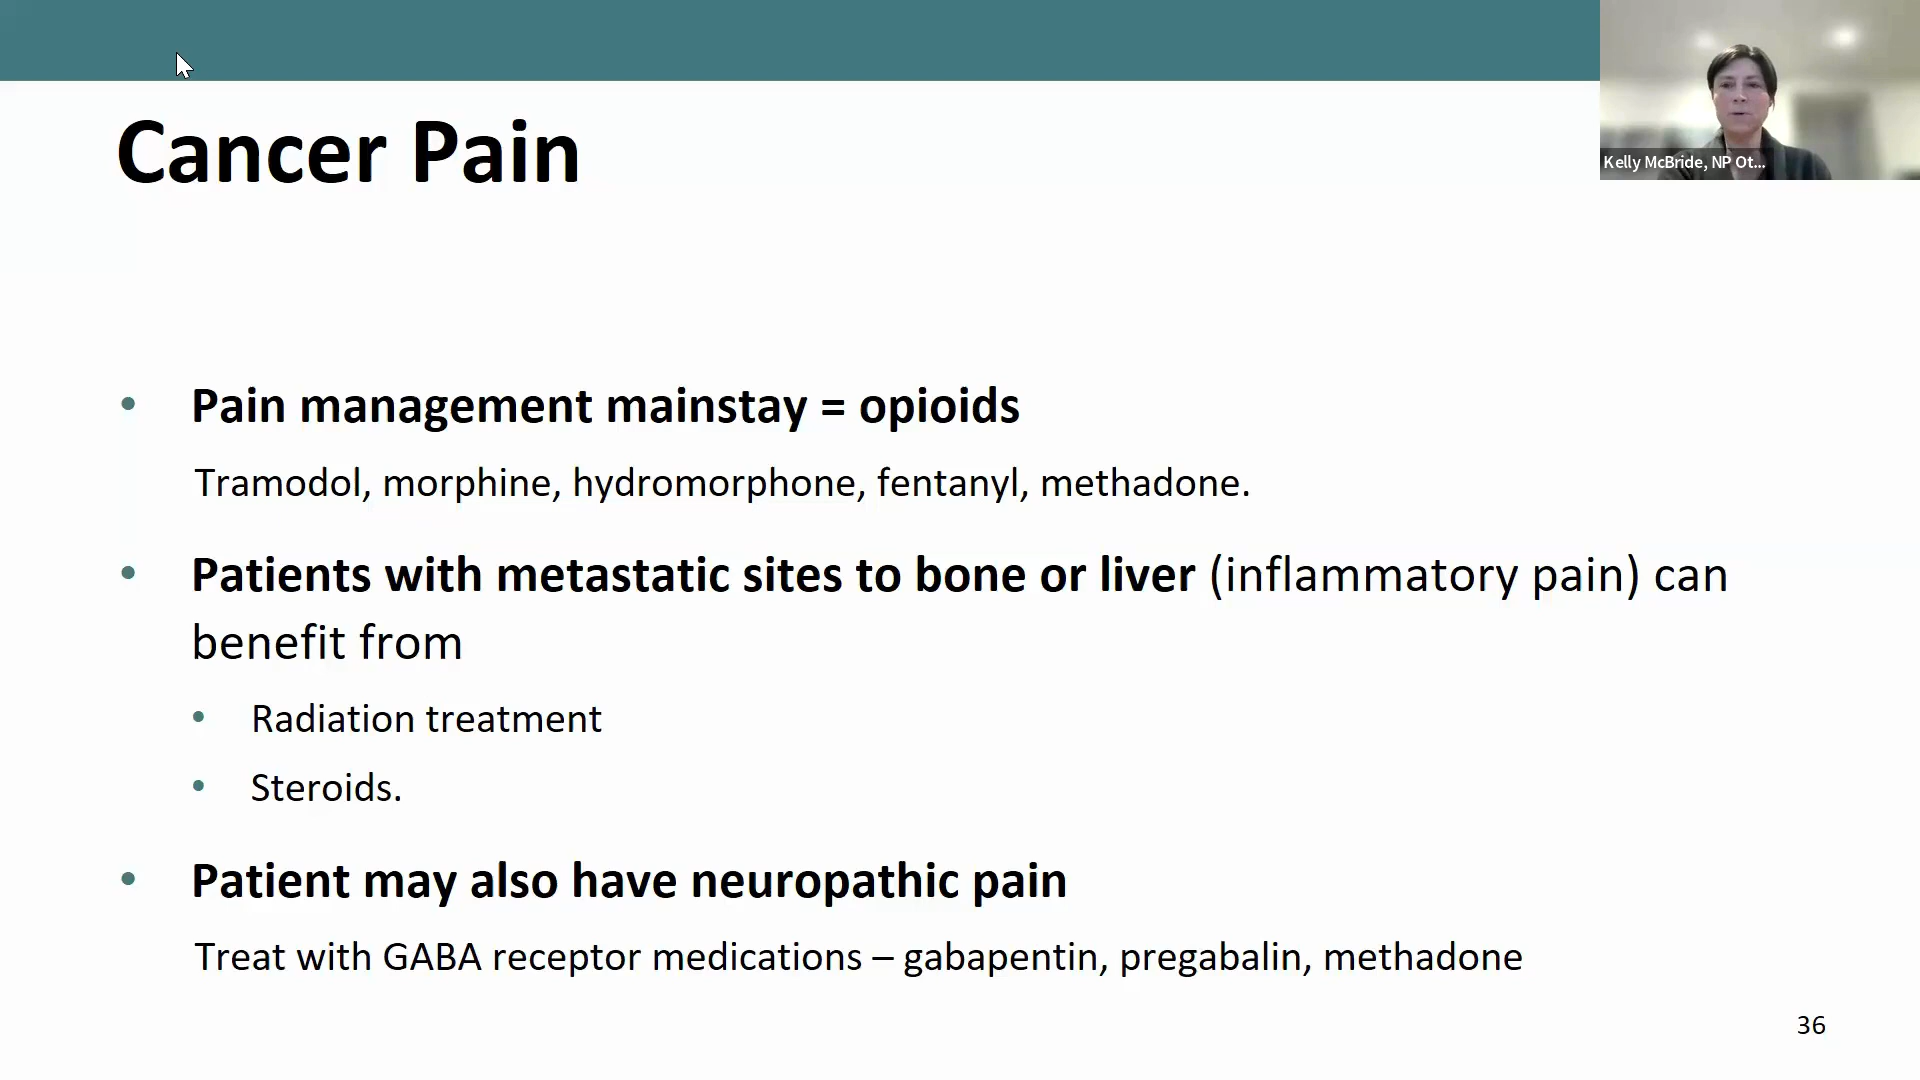 Kelly McBride, NP Ot...
Cancer Pain
• Pain management mainstay = opioids
Tramodol, morphine, hydromorphone, fentanyl, methadone.
• Patients with metastatic sites to bone or liver (inflammatory pain) can
benefit from
• Radiation treatment
• Steroids.
• Patient may also have neuropathic pain
Treat with GABA receptor medications – gabapentin, pregabalin, methadone
36